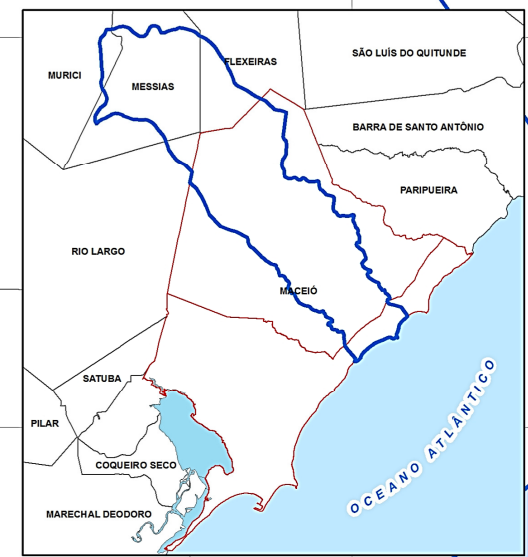 SÃO LUÍS DO QUITUNDE
FLEXEIRAS
MURICI
MESSIAS
BARRA DE SANTO ANTÔNIO
PARIPUEIRA
RIO LARGO
MACEIÓ
SATUBA
PILAR
COQUEIRO SECO
MARECHAL DEODORO
OCEANO ATLÂNTICO